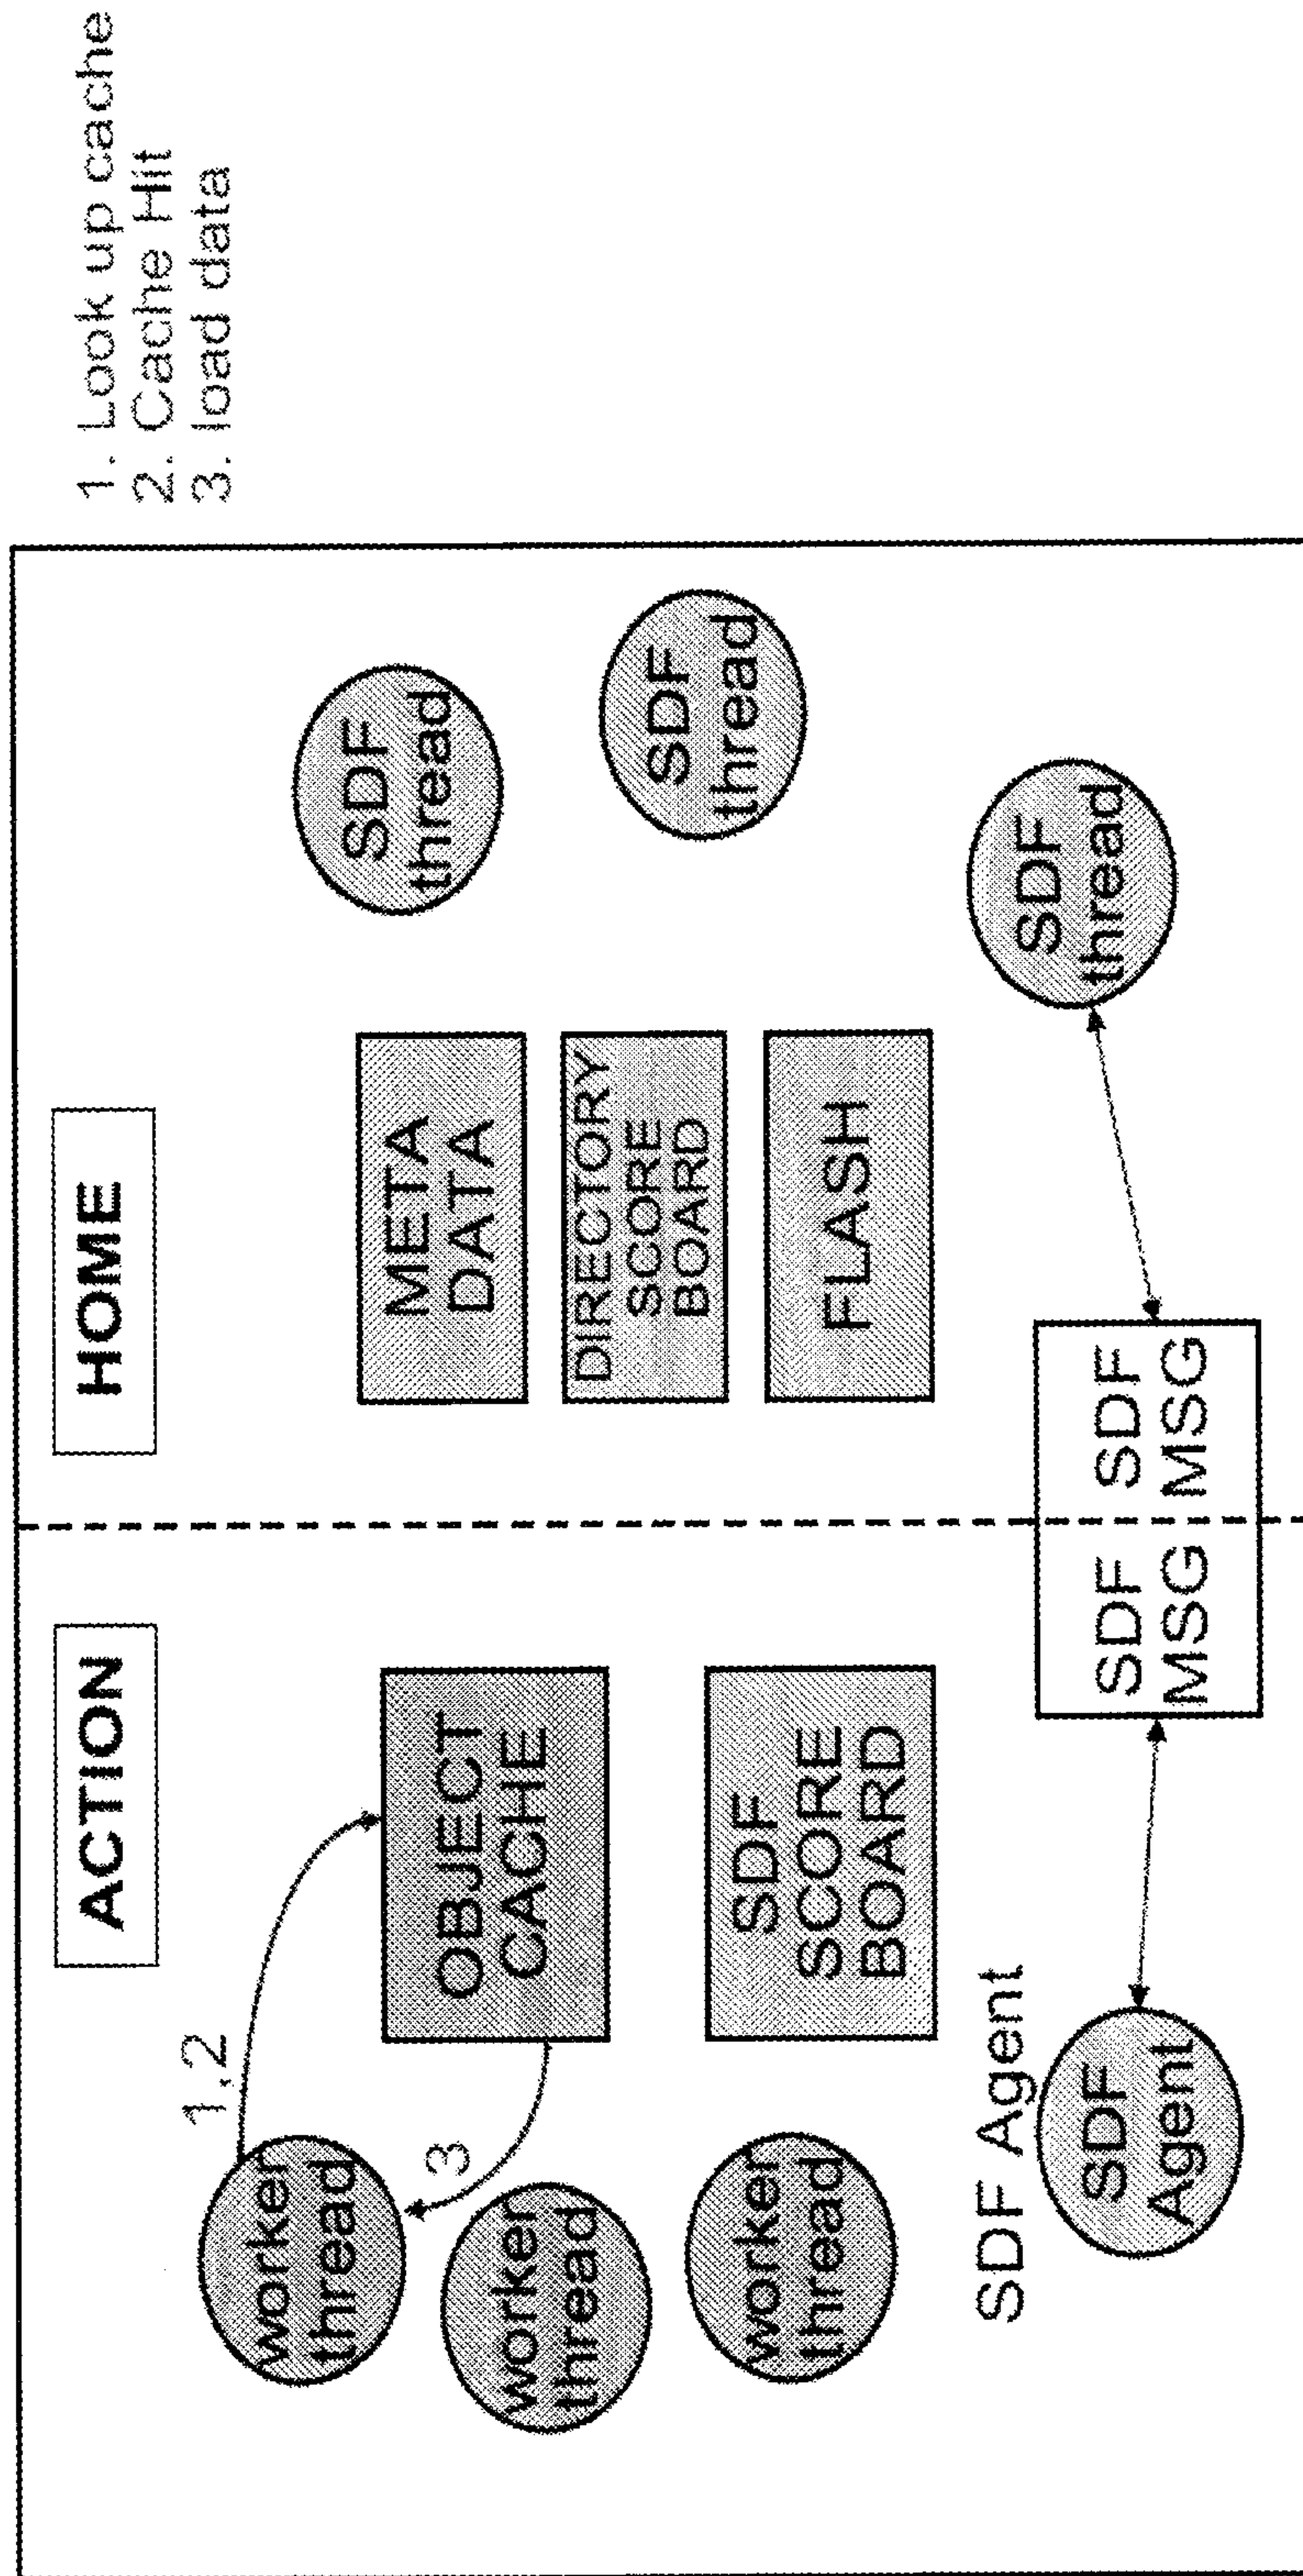 ACTION
HOME
1. Look up cache
2. Cache Hit
3. load data
1,2
worker
thread
3
OBJECT
CACHE
META
DATA
SDF
thread
worker
thread
DIRECTORY
SCORE
BOARD
SDF
thread
worker
thread
SDF
SCORE
BOARD
FLASH
SDF Agent
SDF
Agent
SDF
MSG
SDF
MSG
SDF
thread